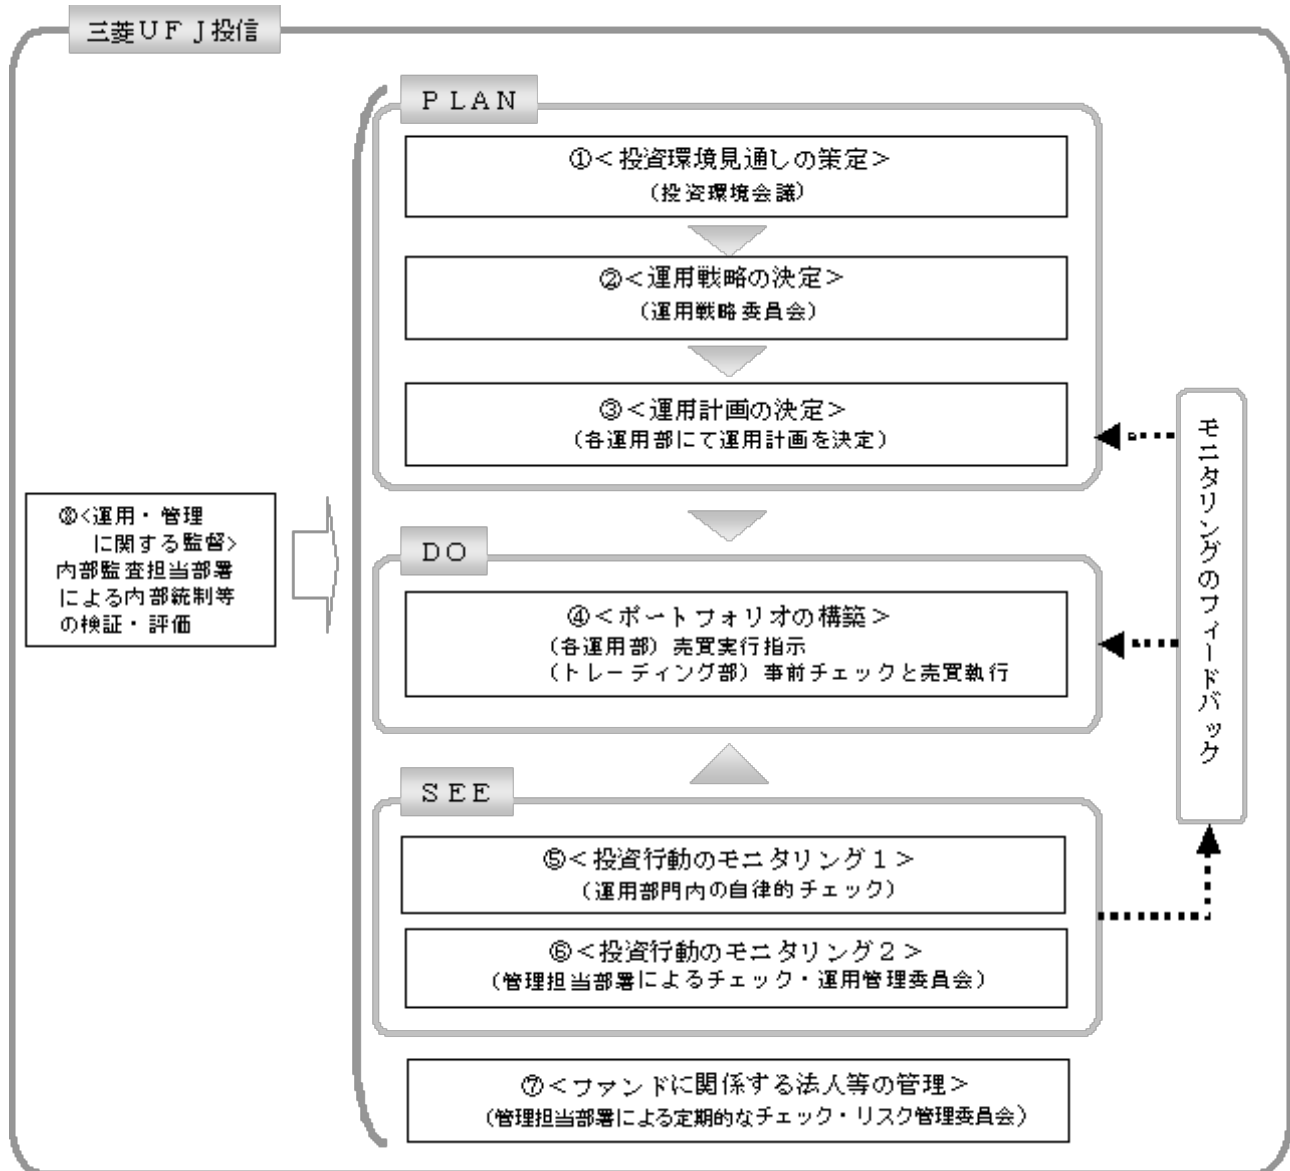 三菱ＵＦＪ投信
ＰＬＡＮ
①＜投資環境見通しの策定＞
（投資環境会議）
②＜運用戦略の決定＞
（運用戦略委員会）
③＜運用計画の決定＞
（各運用部にて運用計画を決定）
⑧＜運用・管理
に関する監督＞
内部監査担当部署
による内部統制等
の検証・評価
ＤＯ
④＜ポートフォリオの構築＞
（各運用部）売買実行指示
（トレーディング部）事前チェックと売買執行
モニタリングのフィードバック
ＳＥＥ
⑤＜投資行動のモニタリング１＞
（運用部門内の自律的チェック）
⑥＜投資行動のモニタリング２＞
（管理担当部署によるチェック・運用管理委員会）
⑦＜ファンドに関係する法人等の管理＞
（管理担当部署による定期的なチェック・リスク管理委員会）